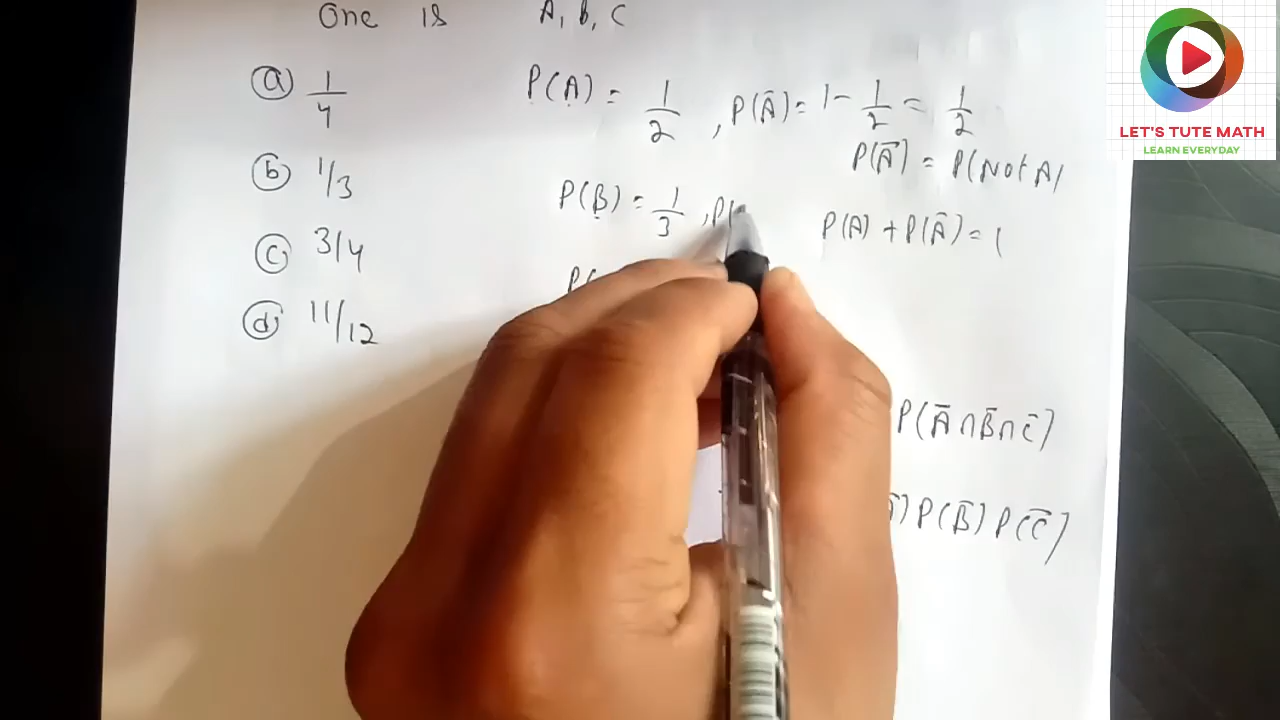 One is A, B, C
(a) 1/4
P(A) = 1/2 , P(Ā) = 1 - 1/2 = 1/2
P(Ā) = P(Not A)
(b) 1/3
P(B) = 1/3 , P(
P(A) + P(Ā) = 1
(c) 3/4
P(
(d) 11/12
P(Ā∩B̄∩C̄)
) P(B̄) P(C̄)
LET'S TUTE MATH
LEARN EVERYDAY